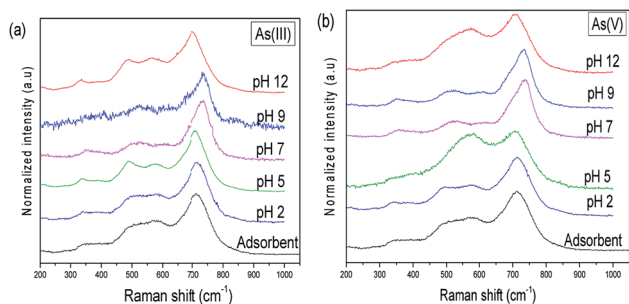 (a)
As(III)
pH 12
pH 9
pH 7
pH 5
pH 2
Adsorbent
Normalized intensity (a.u)
200 300 400 500 600 700 800 900 1000
Raman shift (cm⁻¹)
(b)
As(V)
pH 12
pH 9
pH 7
pH 5
pH 2
Adsorbent
Normalized intensity (a.u)
200 300 400 500 600 700 800 900 1000
Raman shift (cm⁻¹)